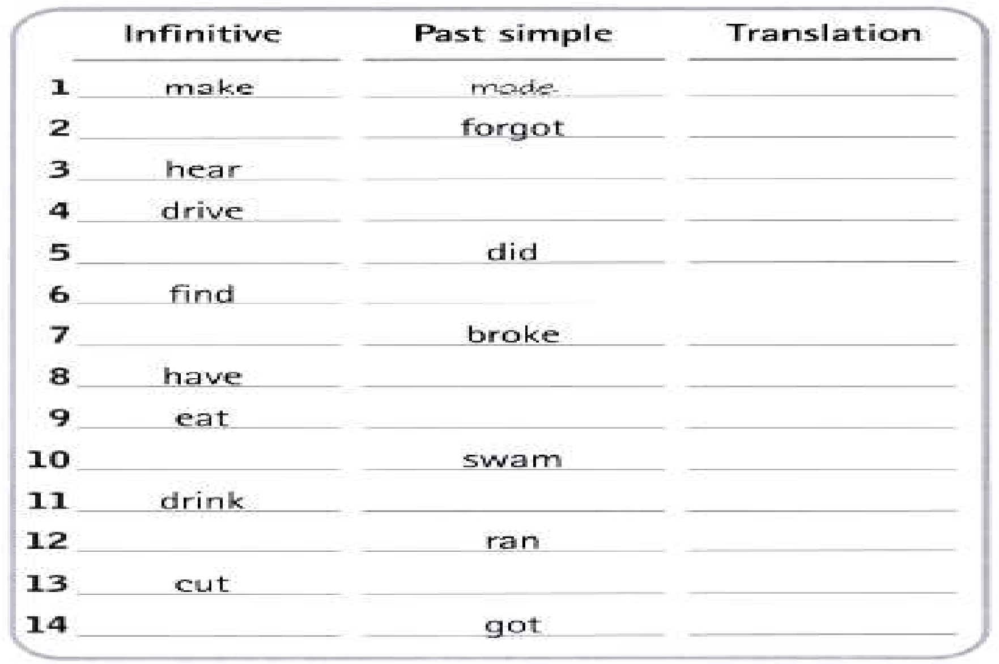 Infinitive Past simple Translation
1 make made
2 forgot
3 hear
4 drive
5 did
6 find
7 broke
8 have
9 eat
10 swam
11 drink
12 ran
13 cut
14 got